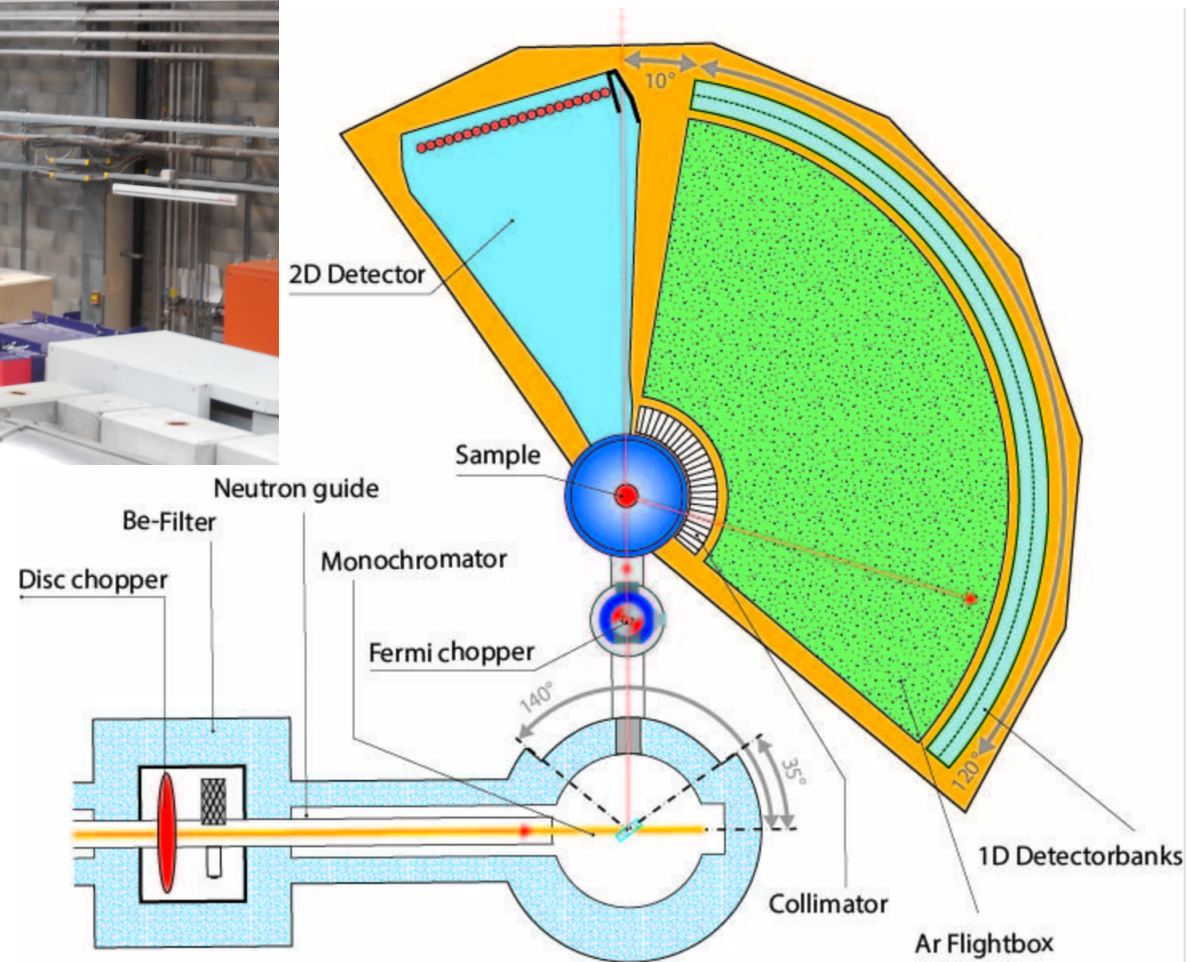 10°
2D Detector
Sample
Neutron guide
Be-Filter
Monochromator
Disc chopper
Fermi chopper
140°
35°
120°
1D Detectorbanks
Collimator
Ar Flightbox